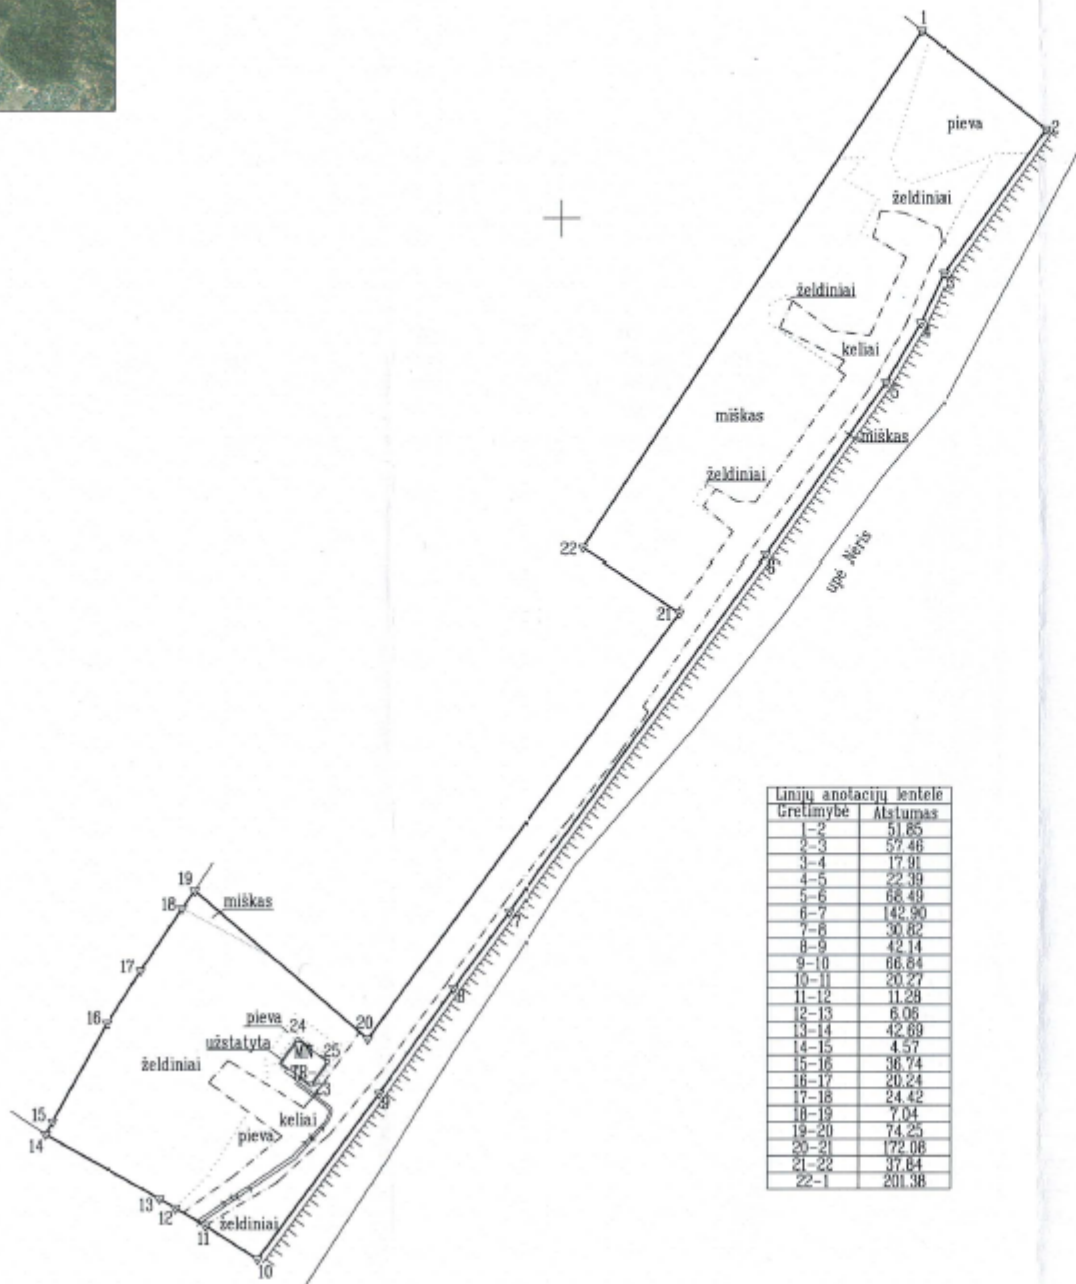 1
2
pieva
želdiniai
3
želdiniai
4
keliai
5
miškas
miškas
želdiniai
22
6
upė Neris
21
Linijų anotacijų lentelė
Gretimybė Atstumas
1-2 51.85
2-3 57.46
3-4 17.91
4-5 22.39
5-6 68.49
6-7 142.90
7-8 30.82
8-9 42.14
9-10 66.84
10-11 20.27
11-12 11.28
12-13 6.06
13-14 42.69
14-15 4.57
15-16 36.74
16-17 20.24
17-18 24.42
18-19 7.04
19-20 74.25
20-21 172.08
21-22 37.84
22-1 201.38
19
18
miškas
7
17
8
16
pieva
24
20
užstatyta
25
želdiniai
23
9
keliai
15
14
pieva
13
12
11
želdiniai
10